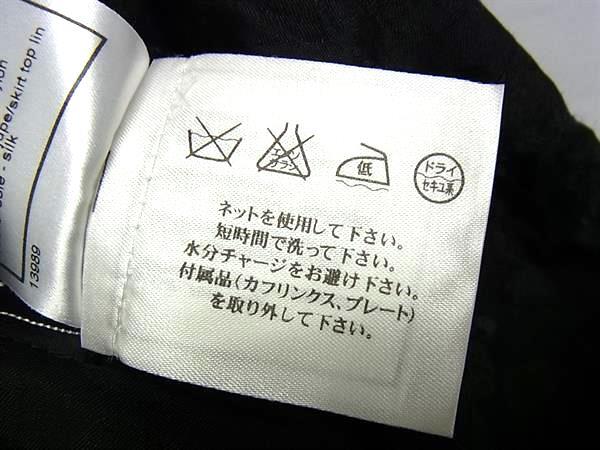 ape/skirt top lin
- silk
13989
エンソ
サラシ
低
ドライ
セキユ系
ネットを使用して下さい。
短時間で洗って下さい。
水分チャージをお避け下さい。
付属品(カフリンクス、プレート)
を取り外して下さい。